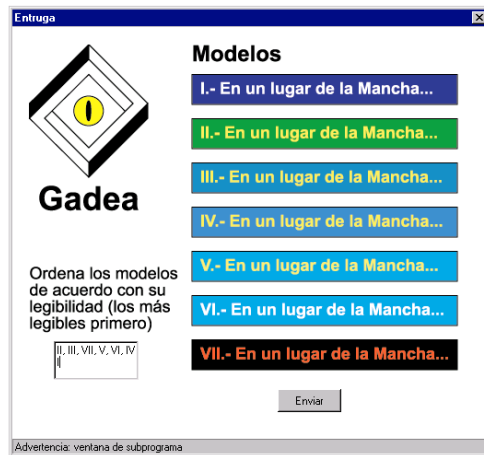 Entruga
Modelos
I.- En un lugar de la Mancha...
II.- En un lugar de la Mancha...
III.- En un lugar de la Mancha...
IV.- En un lugar de la Mancha...
V.- En un lugar de la Mancha...
VI.- En un lugar de la Mancha...
VII.- En un lugar de la Mancha...
Gadea
Ordena los modelos
de acuerdo con su
legibilidad (los más
legibles primero)
II, III, VII, V, VI, IV
I
Enviar
Advertencia: ventana de subprograma